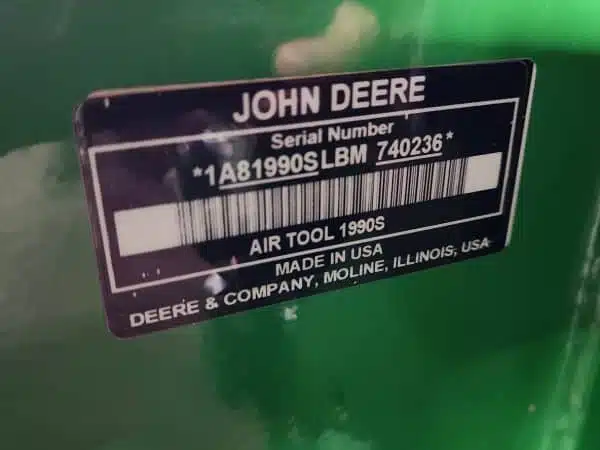 JOHN DEERE
Serial Number
*1A81990SLBM 740236*
AIR TOOL 1990S
MADE IN USA
DEERE & COMPANY, MOLINE, ILLINOIS, USA